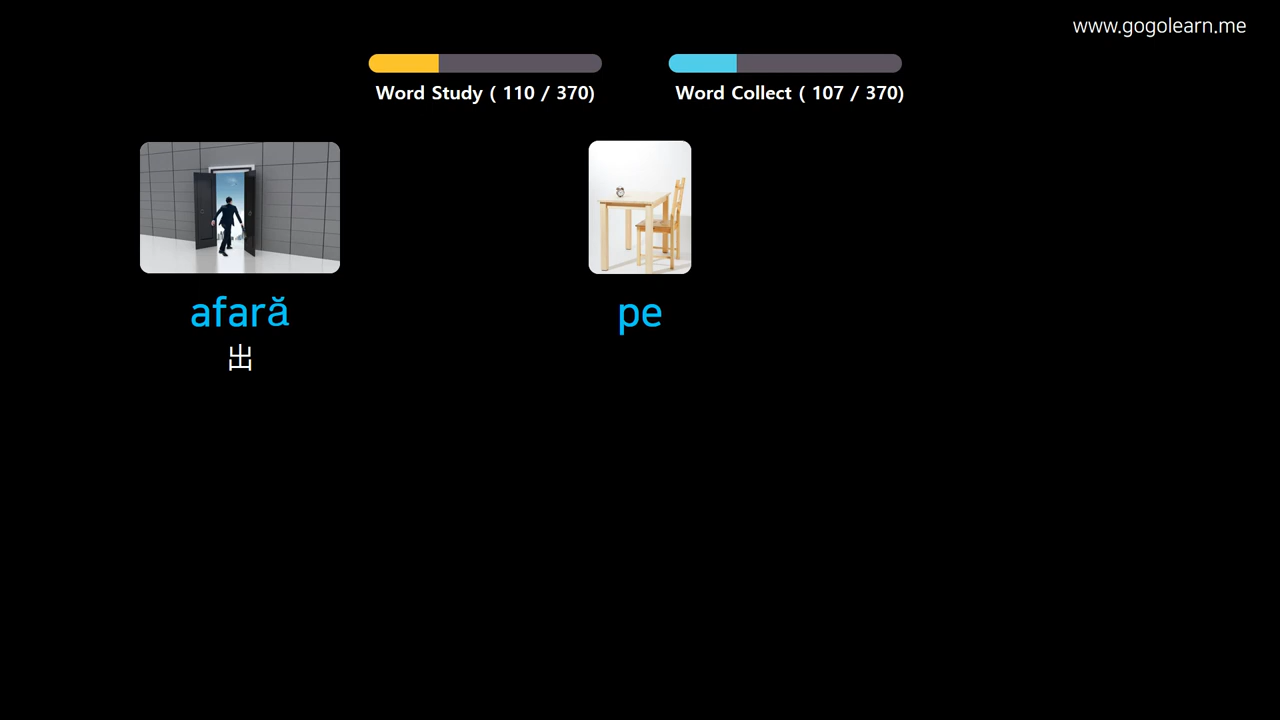 www.gogolearn.me
Word Study ( 110 / 370)
Word Collect ( 107 / 370)
afară
pe
出